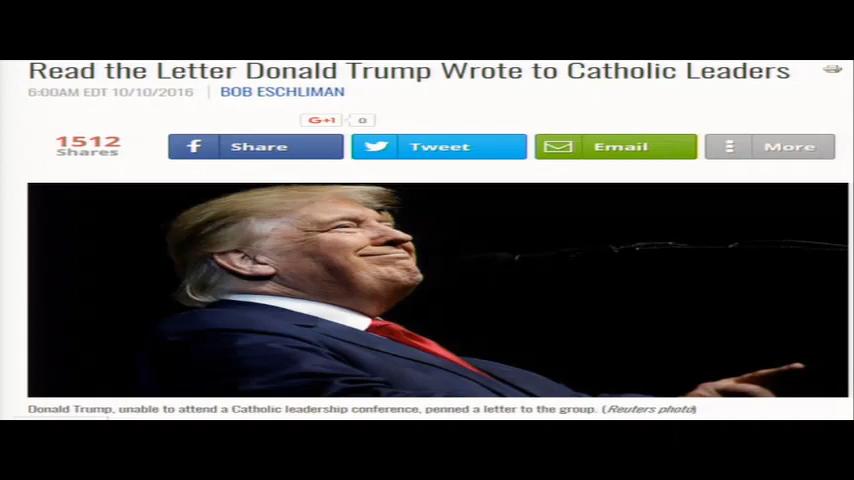 Read the Letter Donald Trump Wrote to Catholic Leaders
6:00AM EDT 10/10/2016 | BOB ESCHLIMAN
G+1 0
1512
Shares
f Share
Tweet
Email
More
Donald Trump, unable to attend a Catholic leadership conference, penned a letter to the group. (Reuters photo)